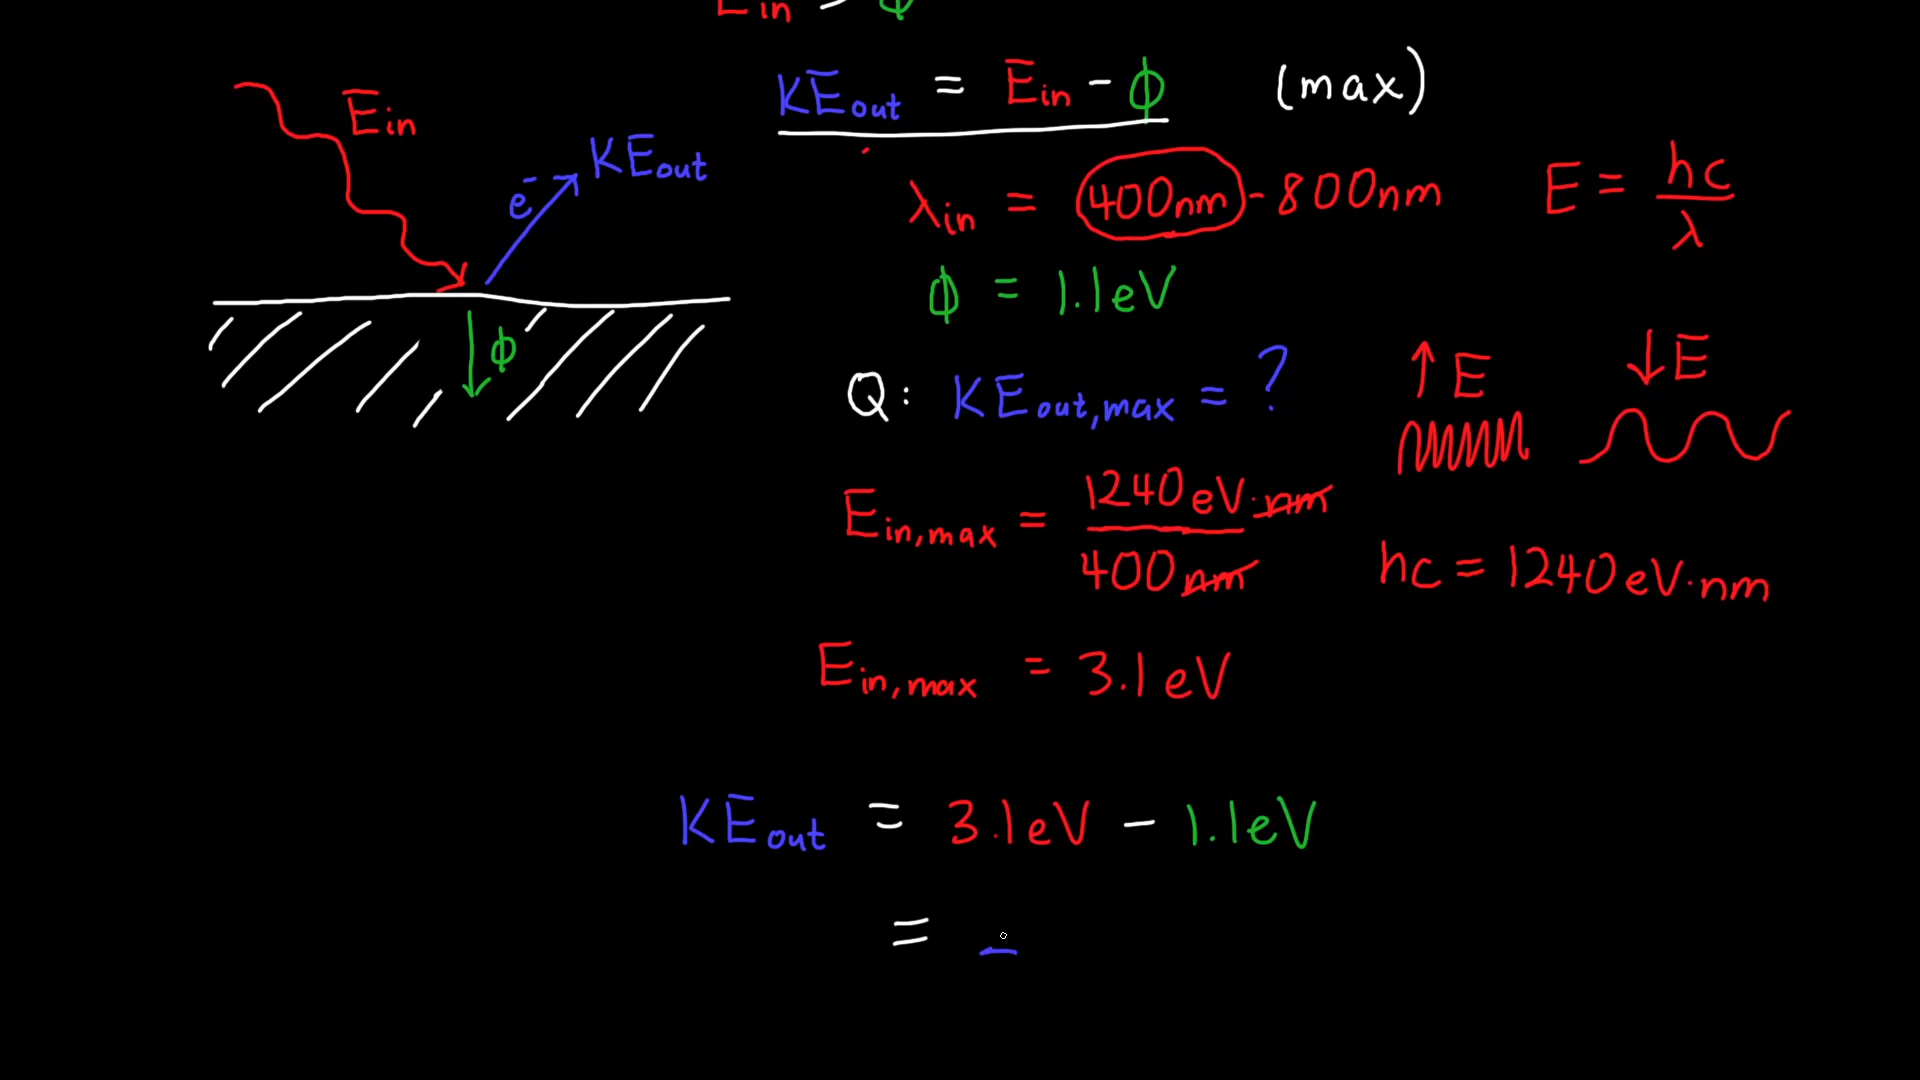 Ein > ϕ
KEout = Ein - ϕ (max)
Ein
KEout
e⁻
λin = 400nm - 800nm
E = hc/λ
ϕ = 1.1eV
ϕ
Q: KEout,max = ?
↑E
↓E
Ein,max = 1240eV·nm / 400nm
hc = 1240eV·nm
Ein,max = 3.1eV
KEout = 3.1eV - 1.1eV
=